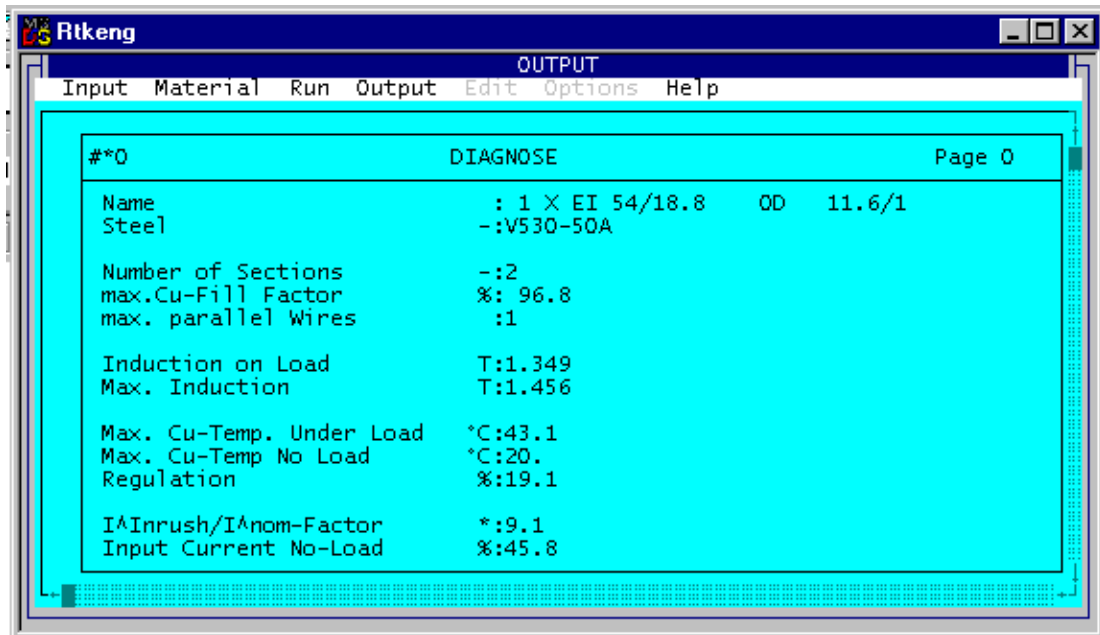 Rtkeng
OUTPUT
Input Material Run Output Edit Options Help
#*0 DIAGNOSE Page 0
Name : 1 X EI 54/18.8 OD 11.6/1
Steel -:V530-50A
Number of Sections -:2
max.Cu-Fill Factor %: 96.8
max. parallel Wires :1
Induction on Load T:1.349
Max. Induction T:1.456
Max. Cu-Temp. Under Load °C:43.1
Max. Cu-Temp No Load °C:20.
Regulation %:19.1
I^Inrush/I^nom-Factor *:9.1
Input Current No-Load %:45.8